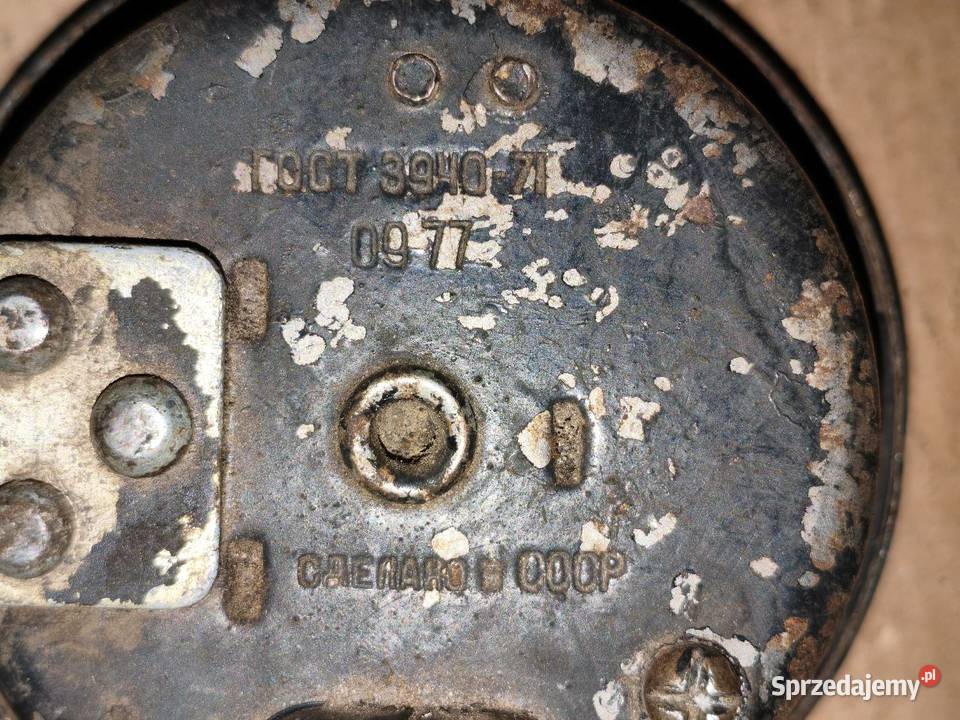 ГОСТ 3940-71
09 77
СДЕЛАНО В СССР
Sprzedajemy.pl